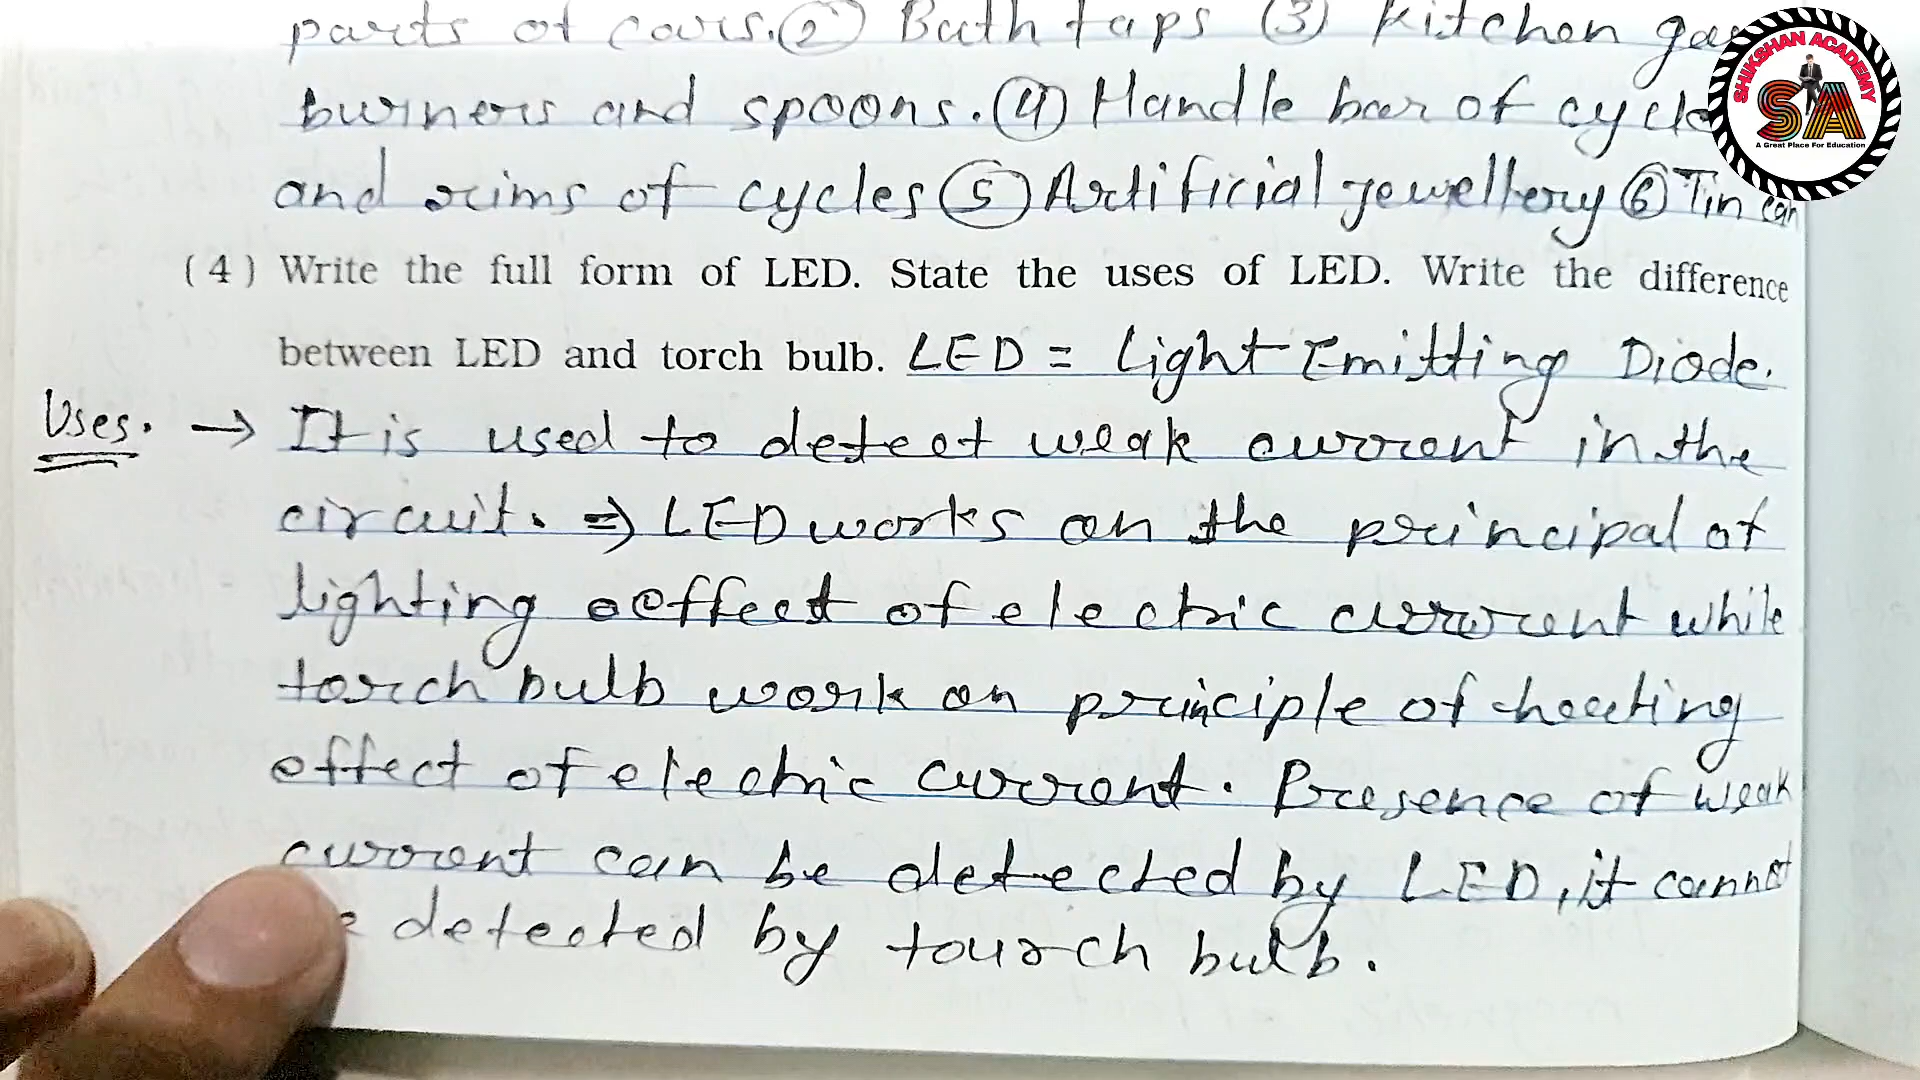 parts of cars. (2) Bath taps (3) Kitchen gas
burners and spoons. (4) Handle bar of cycle
and rims of cycles (5) Artificial jewellery (6) Tin can
(4) Write the full form of LED. State the uses of LED. Write the difference
between LED and torch bulb. LED = Light Emitting Diode.
Uses. → It is used to detect weak current in the
circuit. ⇒ LED works on the principal of
lighting effect of electric current while
torch bulb work on principle of heating
effect of electric current. Presence of weak
current can be detected by LED, it cannot
detected by tourch bulb.
SHIKSHAN ACADEMY
SA
A Great Place For Education